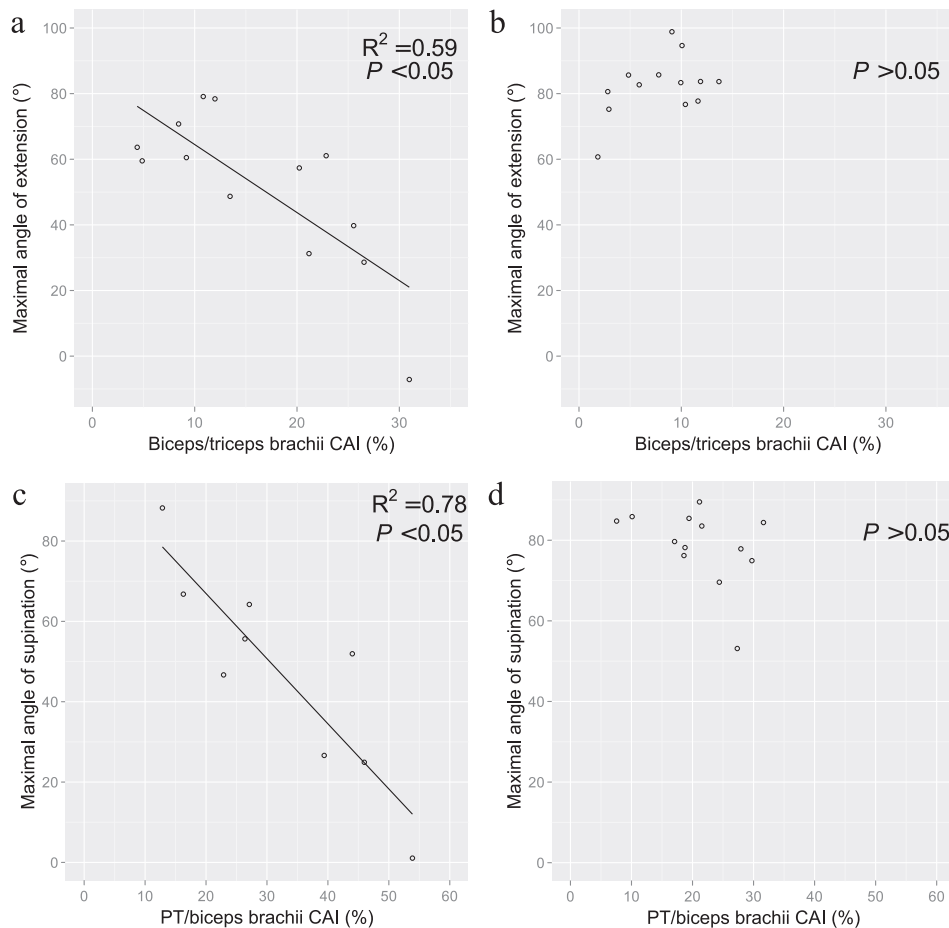 a
R² =0.59
P <0.05
100
80
60
40
20
0
Maximal angle of extension (°)
0 10 20 30
Biceps/triceps brachii CAI (%)
b
P >0.05
100
80
60
40
20
0
Maximal angle of extension (°)
0 10 20 30
Biceps/triceps brachii CAI (%)
c
R² =0.78
P <0.05
80
60
40
20
0
Maximal angle of supination (°)
0 10 20 30 40 50 60
PT/biceps brachii CAI (%)
d
P >0.05
80
60
40
20
0
Maximal angle of supination (°)
0 10 20 30 40 50 60
PT/biceps brachii CAI (%)